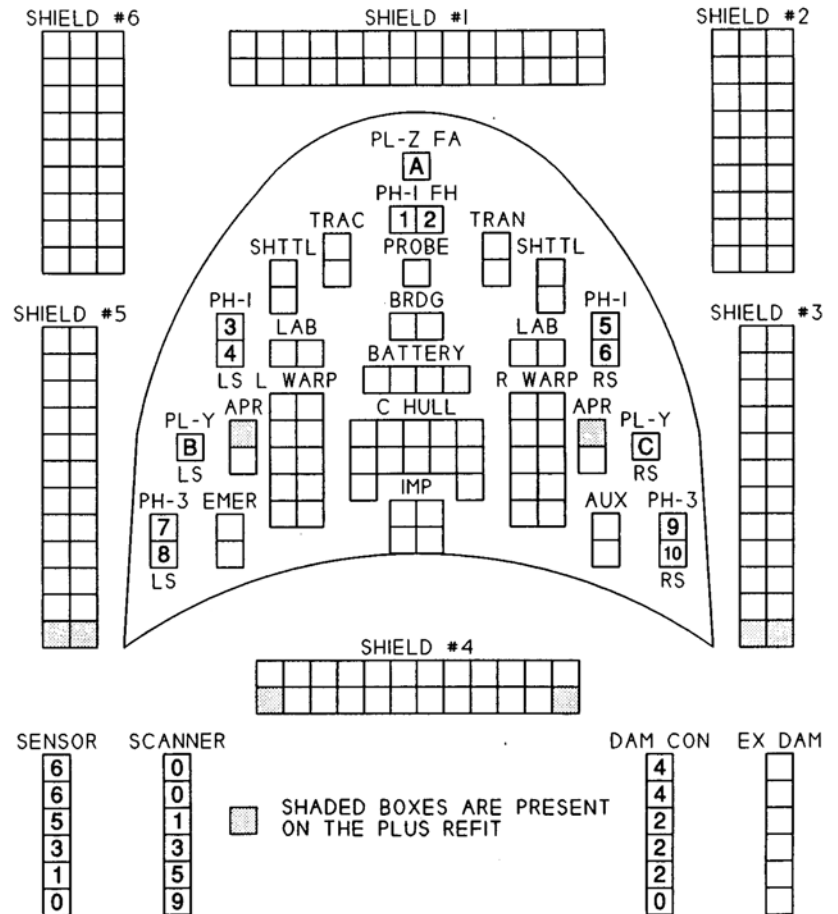 SHIELD #6
SHIELD #1
SHIELD #2
PL-Z FA
A
PH-1 FH
1 2
TRAC
TRAN
SHTTL
PROBE
SHTTL
PH-1
BRDG
PH-1
SHIELD #5
SHIELD #3
3
4
LAB
LAB
5
6
BATTERY
LS
L WARP
R WARP
RS
APR
C HULL
APR
PL-Y
PL-Y
B
C
LS
RS
IMP
PH-3
EMER
AUX
PH-3
7
8
9
10
LS
RS
SHIELD #4
SENSOR
SCANNER
DAM CON
EX DAM
6
6
5
3
1
0
0
0
1
3
5
9
SHADED BOXES ARE PRESENT
ON THE PLUS REFIT
4
4
2
2
2
0